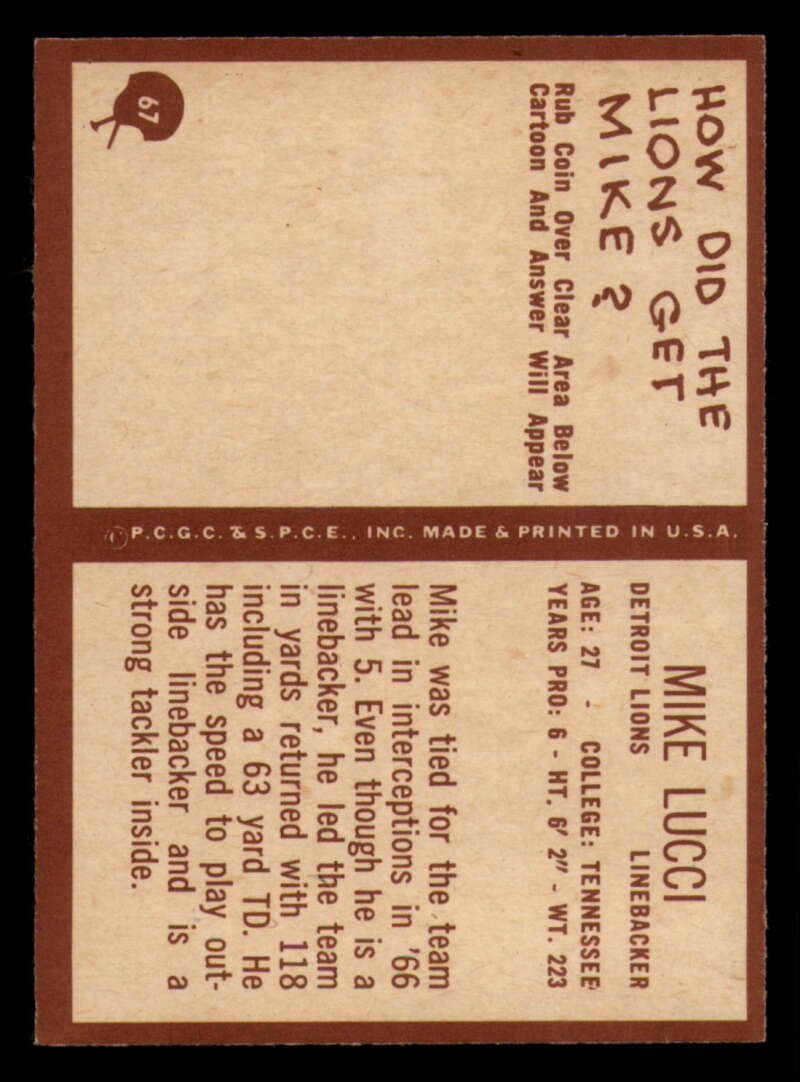 HOW DID THE
LIONS GET
MIKE?
Rub Coin Over Clear Area Below
Cartoon And Answer Will Appear
67
©P.C.G.C. & S.P.C.E., INC. MADE & PRINTED IN U.S.A.
MIKE LUCCI
DETROIT LIONS LINEBACKER
AGE: 27 - COLLEGE: TENNESSEE
YEARS PRO: 6 - HT. 6' 2" - WT. 223
Mike was tied for the team
lead in interceptions in '66
with 5. Even though he is a
linebacker, he led the team
in yards returned with 118
including a 63 yard TD. He
has the speed to play out-
side linebacker and is a
strong tackler inside.